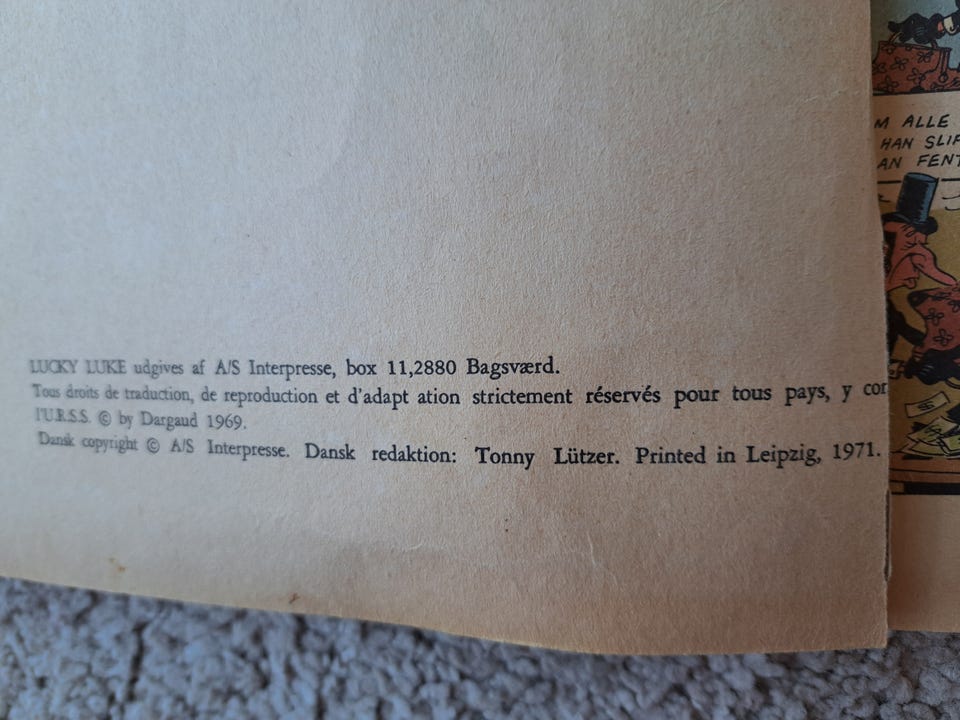 LUCKY LUKE udgives af A/S Interpresse, box 11,2880 Bagsværd.
Tous droits de traduction, de reproduction et d'adapt ation strictement réservés pour tous pays, y cor
l'U.R.S.S. © by Dargaud 1969.
Dansk copyright © A/S Interpresse. Dansk redaktion: Tonny Lützer. Printed in Leipzig, 1971.
M ALLE
HAN SLIP
AN FENT